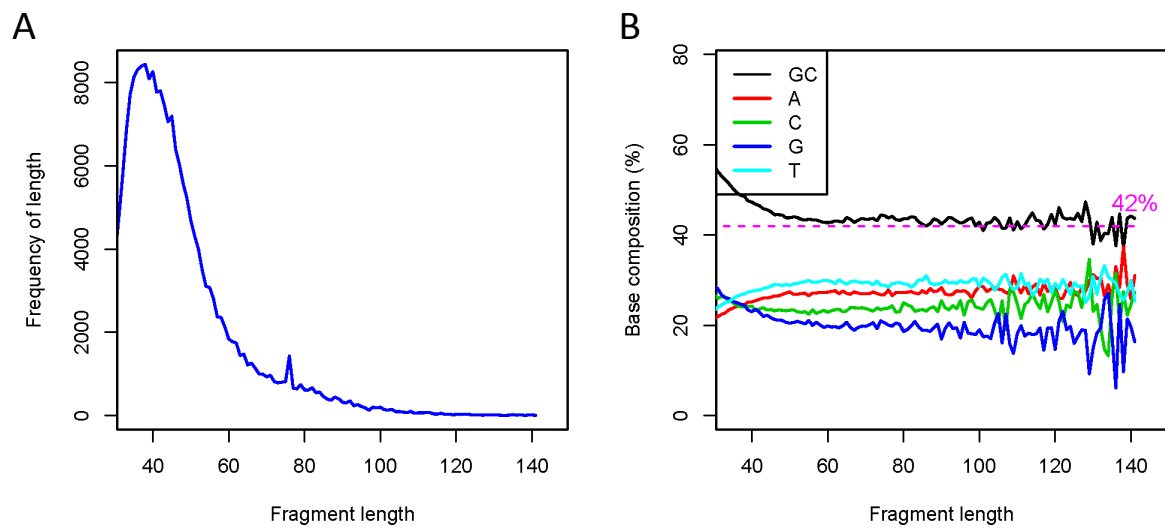 A
Frequency of length
8000
6000
4000
2000
0
40 60 80 100 120 140
Fragment length
B
Base composition (%)
80
60
40
20
0
GC
A
C
G
T
42%
40 60 80 100 120 140
Fragment length